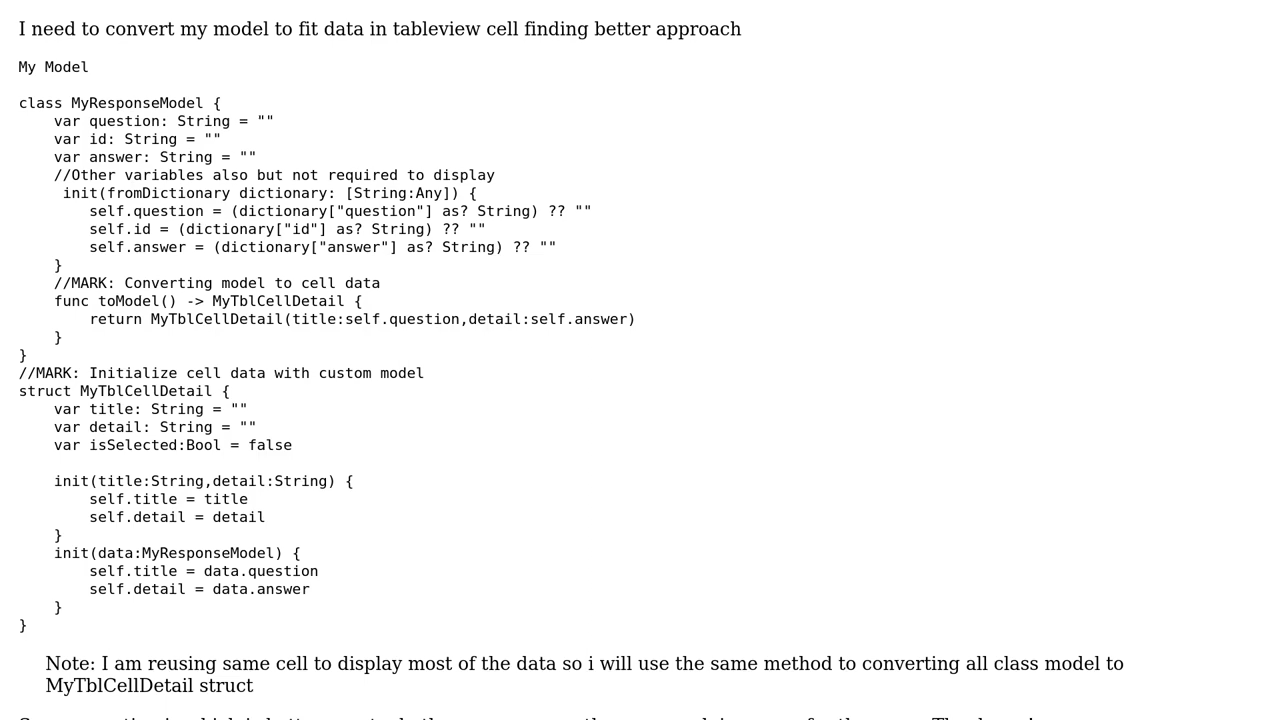 I need to convert my model to fit data in tableview cell finding better approach
My Model
class MyResponseModel {
    var question: String = ""
    var id: String = ""
    var answer: String = ""
    //Other variables also but not required to display
     init(fromDictionary dictionary: [String:Any]) {
        self.question = (dictionary["question"] as? String) ?? ""
        self.id = (dictionary["id"] as? String) ?? ""
        self.answer = (dictionary["answer"] as? String) ?? ""
    }
    //MARK: Converting model to cell data
    func toModel() -> MyTblCellDetail {
        return MyTblCellDetail(title:self.question,detail:self.answer)
    }
}
//MARK: Initialize cell data with custom model
struct MyTblCellDetail {
    var title: String = ""
    var detail: String = ""
    var isSelected:Bool = false
    init(title:String,detail:String) {
        self.title = title
        self.detail = detail
    }
    init(data:MyResponseModel) {
        self.title = data.question
        self.detail = data.answer
    }
}
Note: I am reusing same cell to display most of the data so i will use the same method to converting all class model to
MyTblCellDetail struct